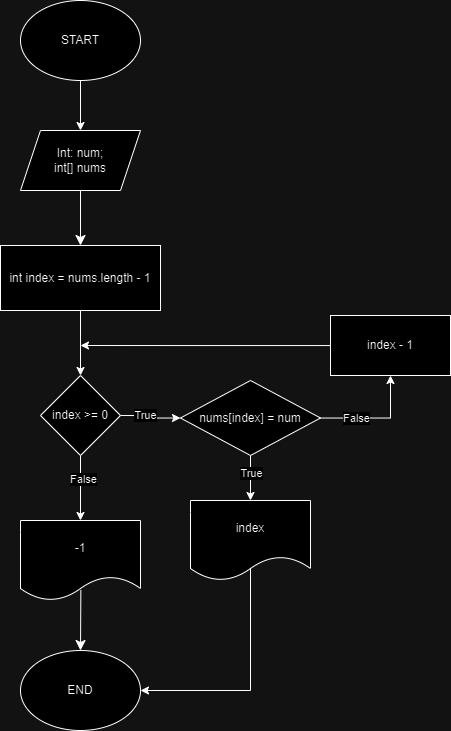 START
Int: num;
int[] nums
int index = nums.length - 1
index - 1
index >= 0
True
nums[index] = num
False
False
True
-1
index
END